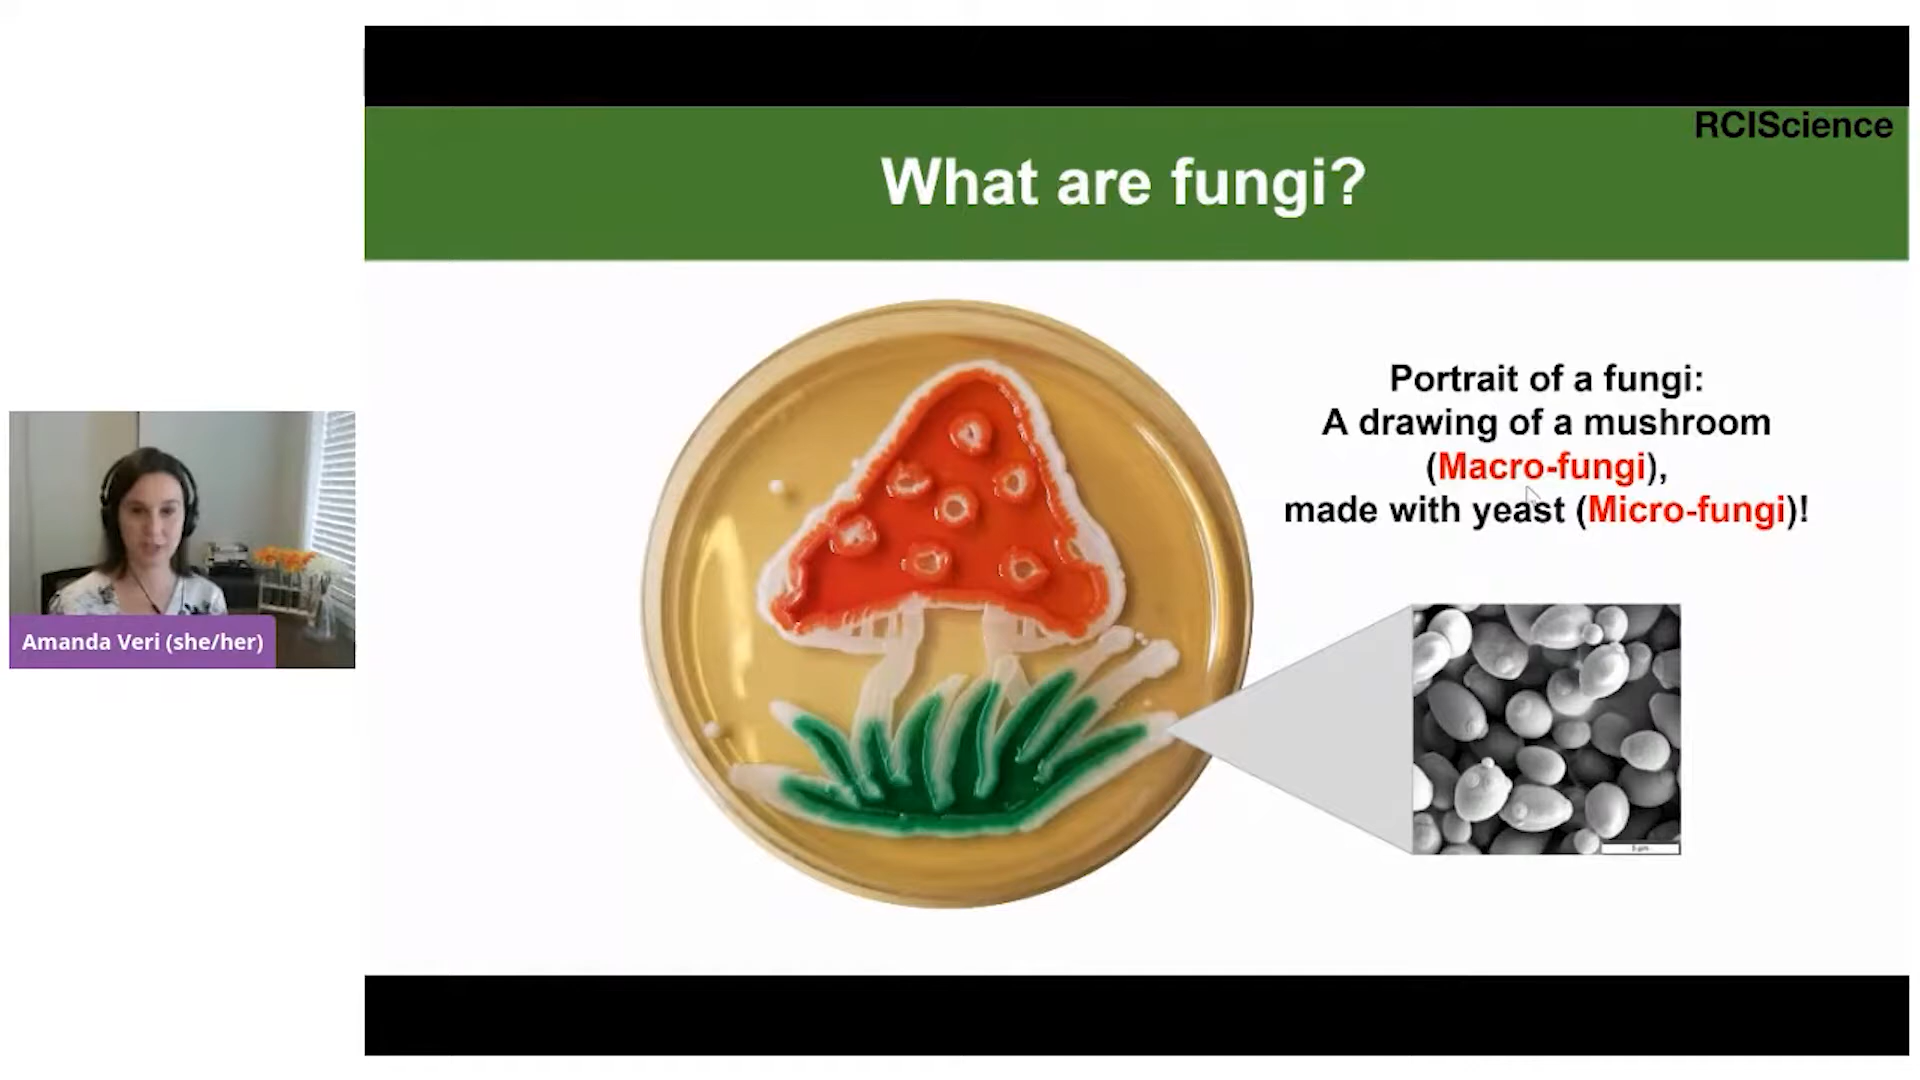 RCIScience
What are fungi?
Portrait of a fungi:
A drawing of a mushroom
(Macro-fungi),
made with yeast (Micro-fungi)!
Amanda Veri (she/her)